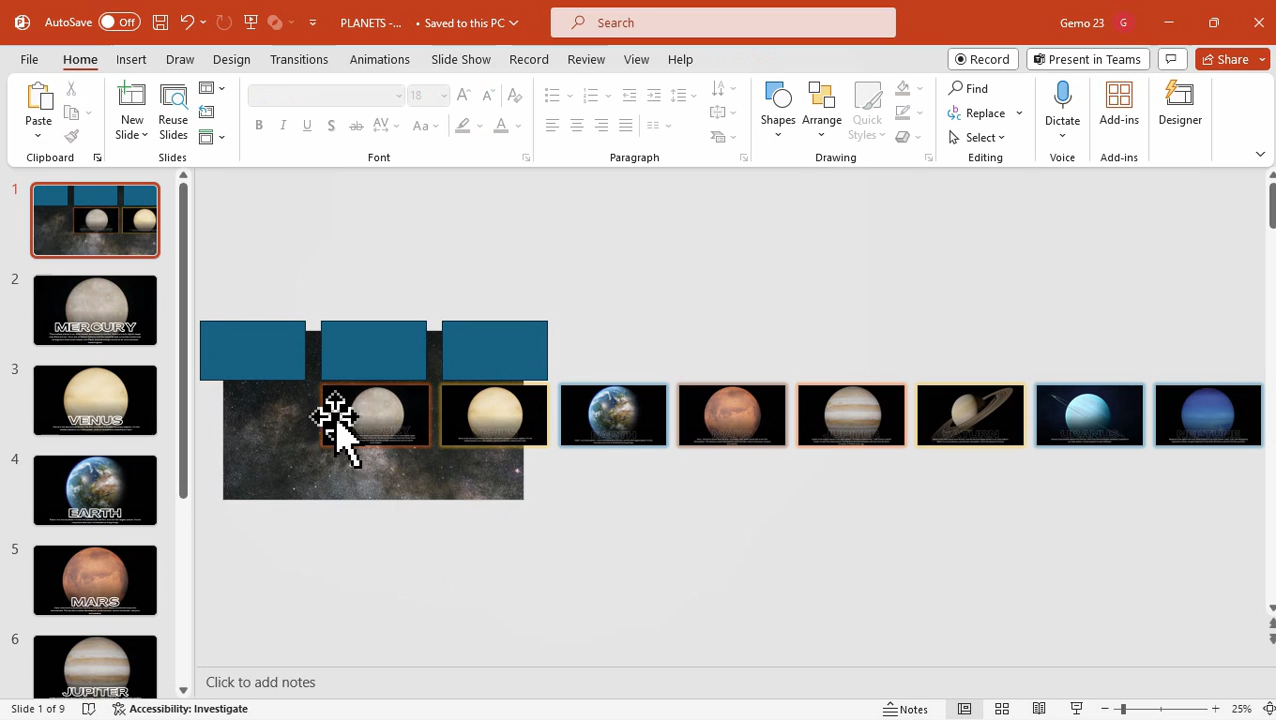 AutoSave Off PLANETS -... • Saved to this PC Search Gemo 23 G
File Home Insert Draw Design Transitions Animations Slide Show Record Review View Help Record Present in Teams Share
Paste New Slide Reuse Slides 18 Shapes Arrange Quick Styles Find Replace Select Dictate Add-ins Designer
B I U S ab AV Aa A
Clipboard Slides Font Paragraph Drawing Editing Voice Add-ins
1
2
MERCURY
3
VENUS
4
EARTH
5
MARS
6
JUPITER
Click to add notes
Slide 1 of 9 Accessibility: Investigate Notes 25%